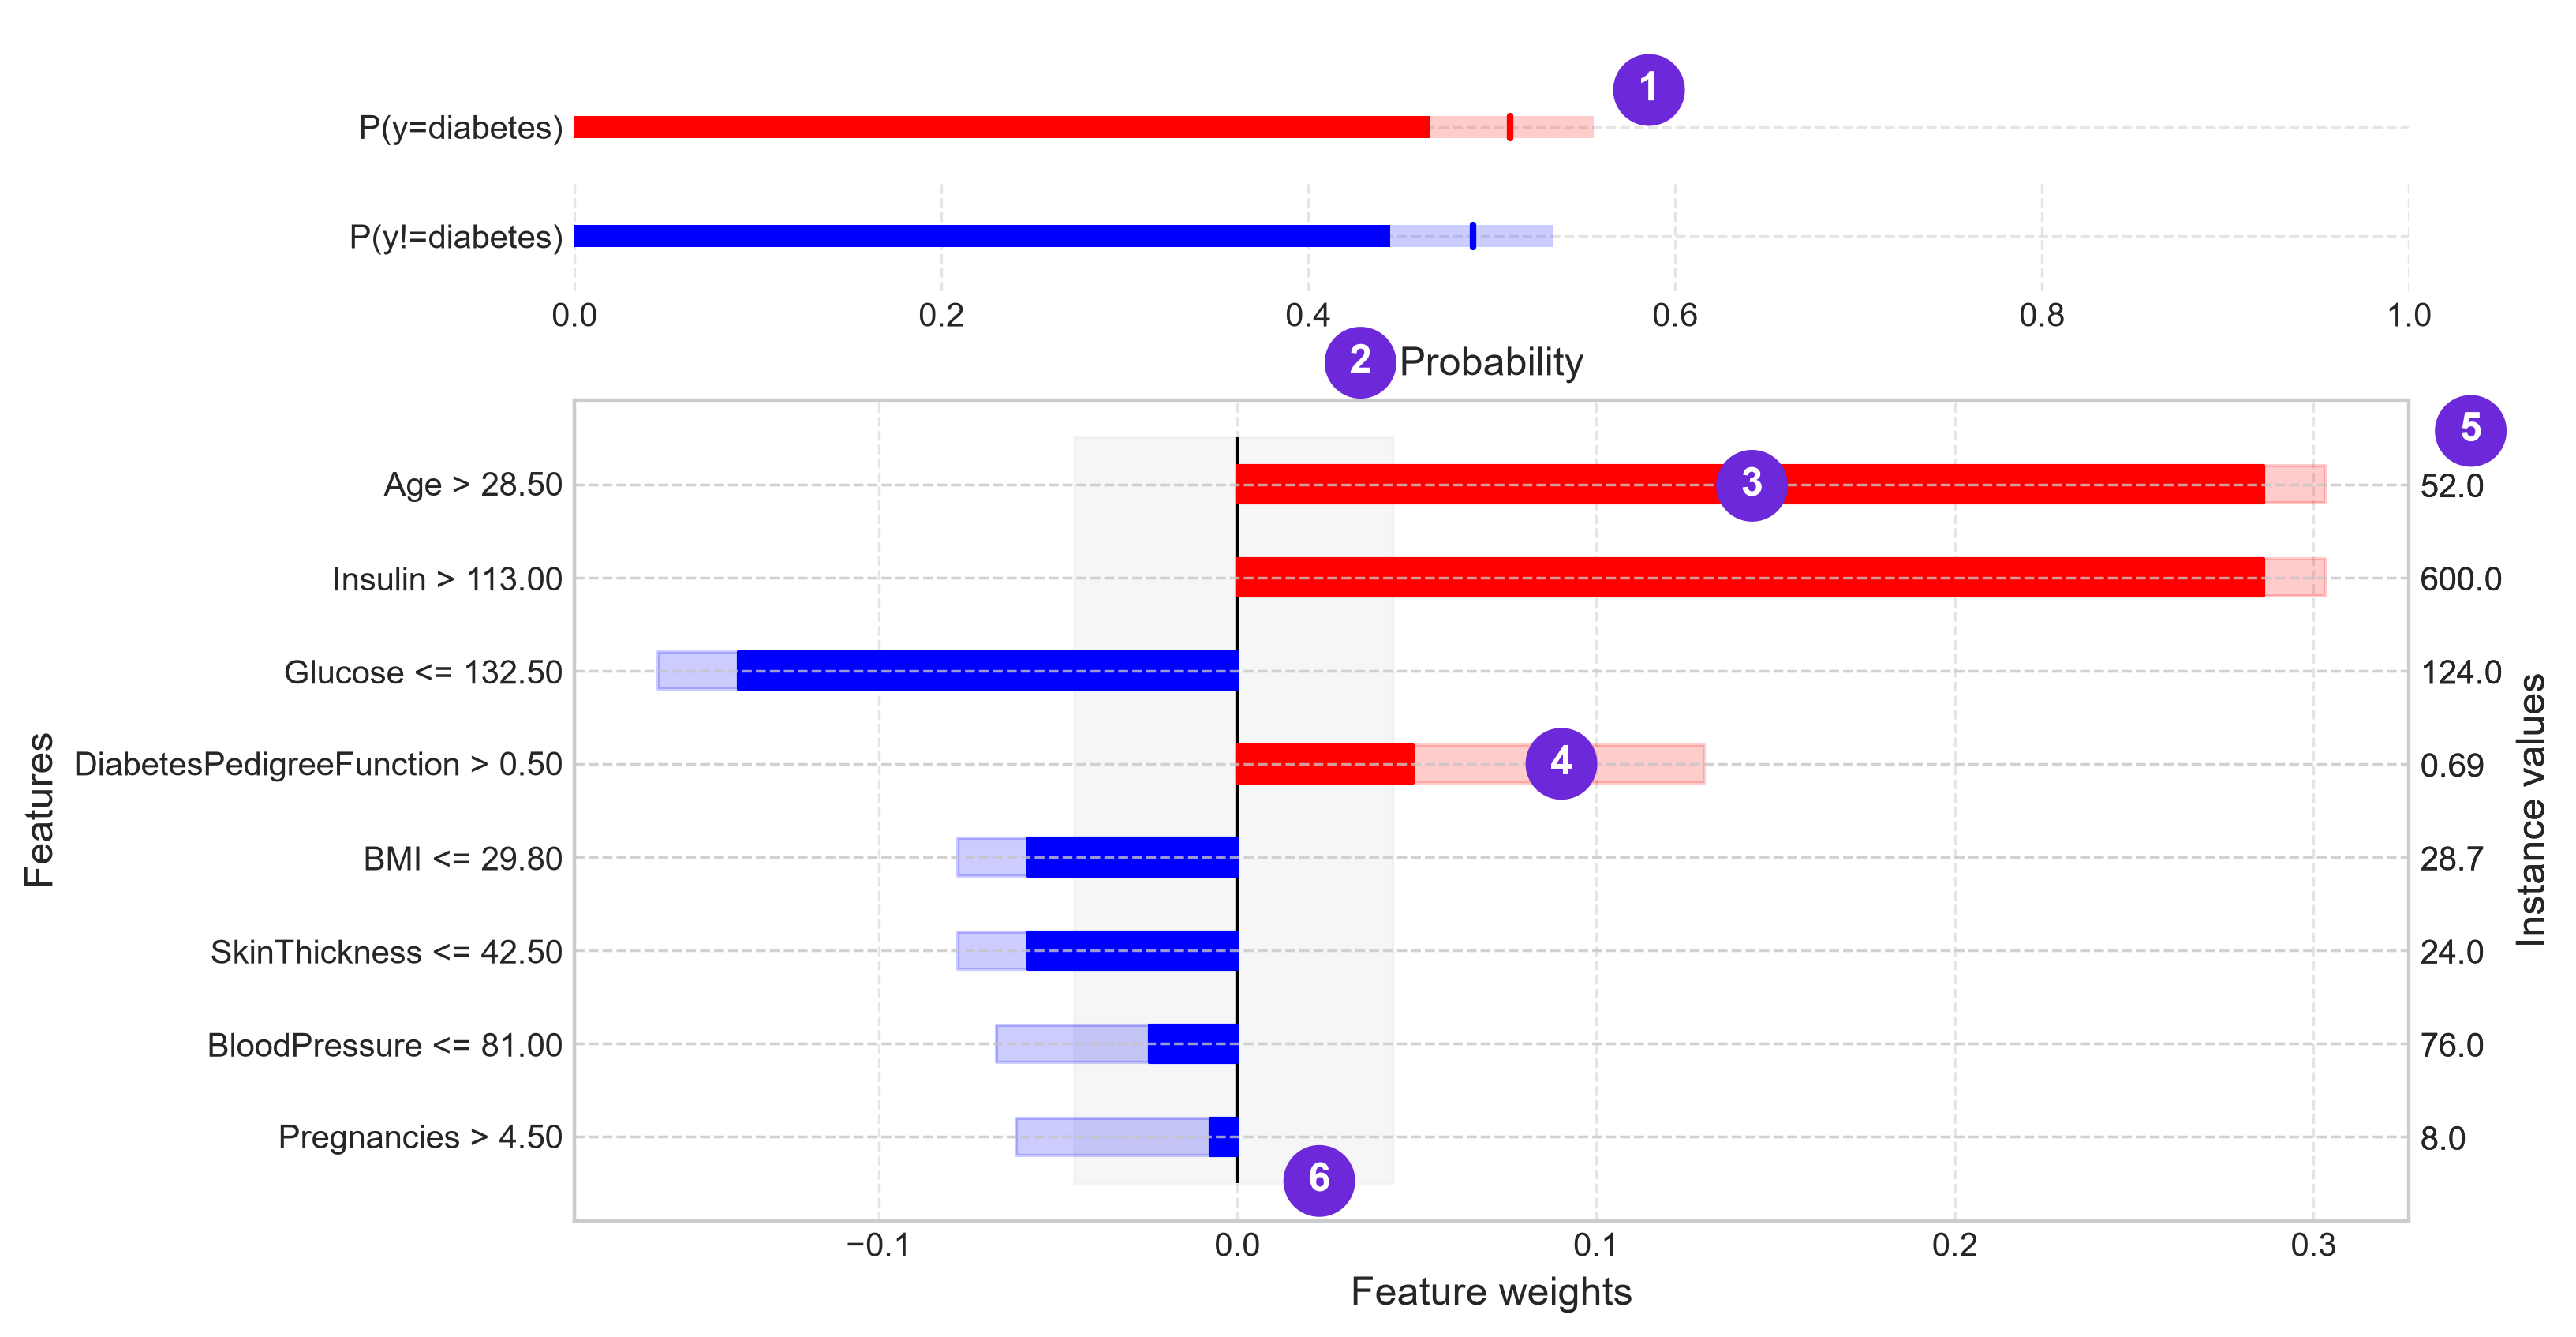 1
P(y=diabetes)
P(y!=diabetes)
0.0 0.2 0.4 0.6 0.8 1.0
2 Probability
5
Age > 28.50 3 52.0
Insulin > 113.00 600.0
Glucose <= 132.50 124.0
DiabetesPedigreeFunction > 0.50 4 0.69
BMI <= 29.80 28.7
SkinThickness <= 42.50 24.0
BloodPressure <= 81.00 76.0
Pregnancies > 4.50 8.0
6
Features
Instance values
−0.1 0.0 0.1 0.2 0.3
Feature weights